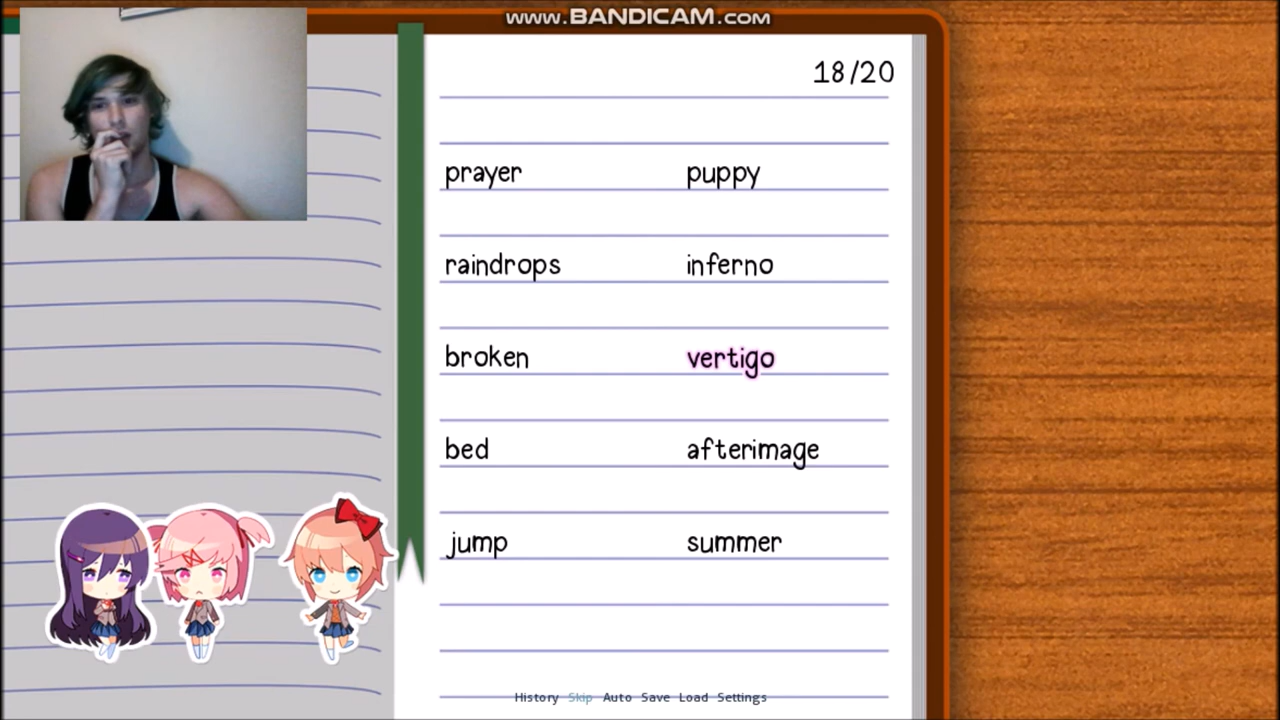 www.BANDICAM.com
18/20
prayer puppy
raindrops inferno
broken vertigo
bed afterimage
jump summer
History Skip Auto Save Load Settings